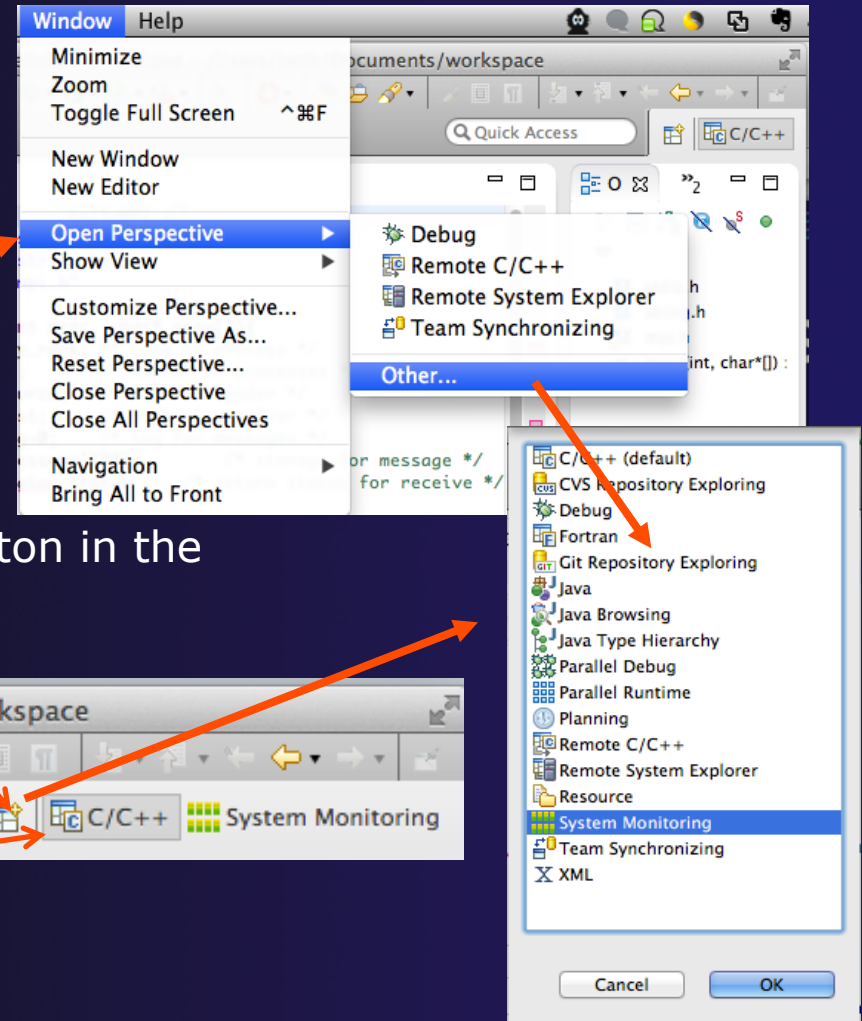 Window Help
Minimize
Zoom
Toggle Full Screen ^⌘F
New Window
New Editor
Open Perspective
Show View
Customize Perspective...
Save Perspective As...
Reset Perspective...
Close Perspective
Close All Perspectives
Navigation
Bring All to Front
ocuments/workspace
Quick Access
C/C++
O
»2
Debug
Remote C/C++
Remote System Explorer
Team Synchronizing
Other...
h
.h
int, char*[]) :
or message */
for receive */
ton in the
kspace
C/C++ System Monitoring
C/C++ (default)
CVS Repository Exploring
Debug
Fortran
Git Repository Exploring
Java
Java Browsing
Java Type Hierarchy
Parallel Debug
Parallel Runtime
Planning
Remote C/C++
Remote System Explorer
Resource
System Monitoring
Team Synchronizing
XML
Cancel OK